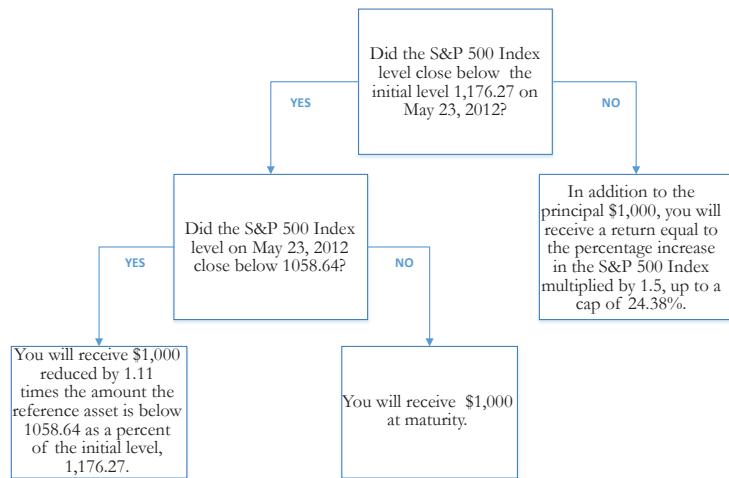 Did the S&P 500 Index
level close below the
initial level 1,176.27 on
May 23, 2012?
YES
NO
Did the S&P 500 Index
level on May 23, 2012
close below 1058.64?
In addition to the
principal $1,000, you will
receive a return equal to
the percentage increase
in the S&P 500 Index
multiplied by 1.5, up to a
cap of 24.38%.
YES
NO
You will receive $1,000
reduced by 1.11
times the amount the
reference asset is below
1058.64 as a percent
of the initial level,
1,176.27.
You will receive $1,000
at maturity.